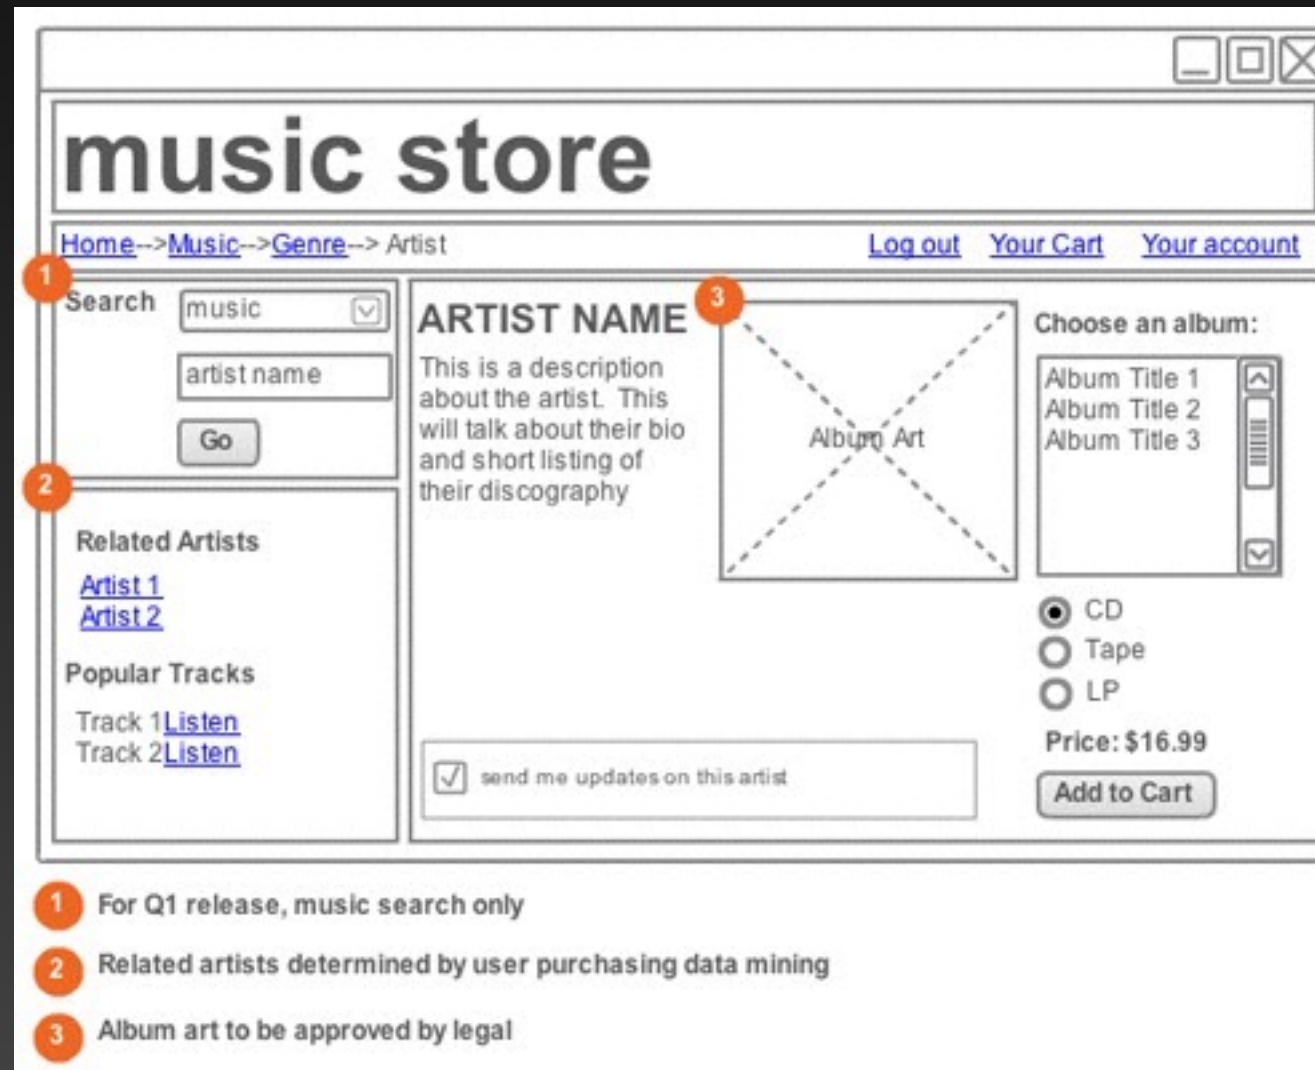 music store
Home-->Music-->Genre--> Artist
Log out Your Cart Your account
1
Search music
artist name
Go
2
Related Artists
Artist 1
Artist 2
Popular Tracks
Track 1Listen
Track 2Listen
ARTIST NAME
This is a description
about the artist. This
will talk about their bio
and short listing of
their discography
3
Album Art
send me updates on this artist
Choose an album:
Album Title 1
Album Title 2
Album Title 3
CD
Tape
LP
Price: $16.99
Add to Cart
1 For Q1 release, music search only
2 Related artists determined by user purchasing data mining
3 Album art to be approved by legal